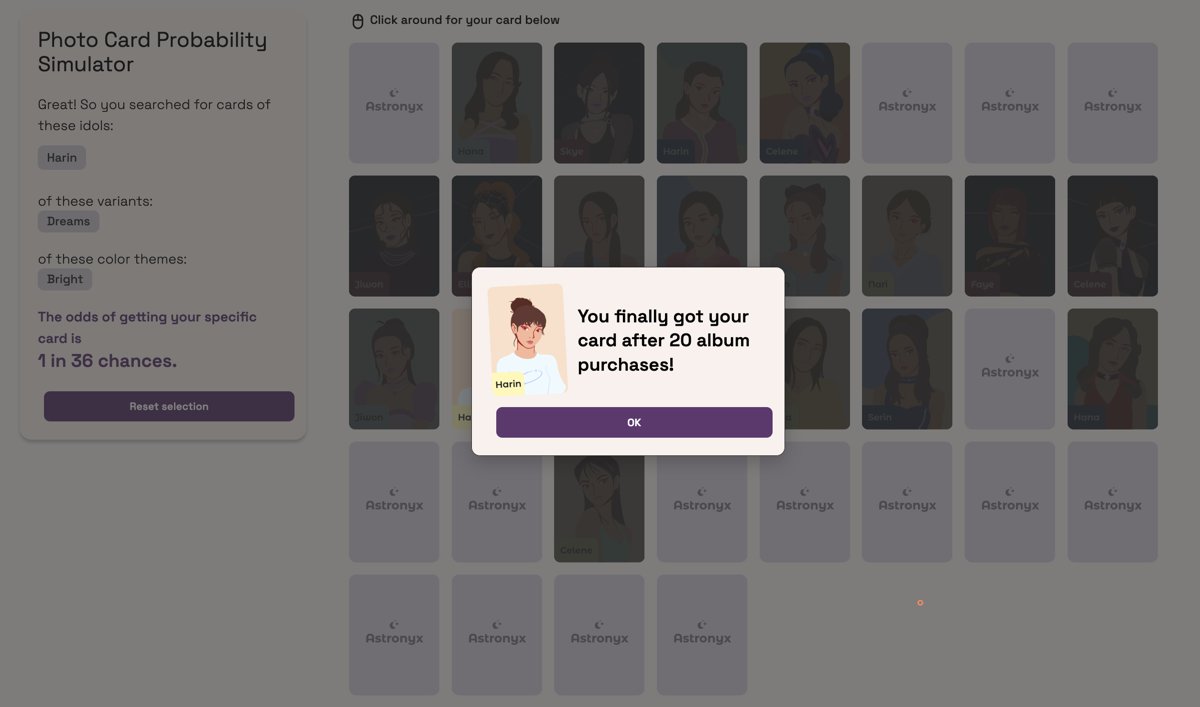 Photo Card Probability
Simulator
Great! So you searched for cards of
these idols:
Harin
of these variants:
Dreams
of these color themes:
Bright
The odds of getting your specific
card is
1 in 36 chances.
Reset selection
Click around for your card below
Astronyx
Hana
Skye
Harin
Celene
Astronyx
Astronyx
Astronyx
Jiwon
Nari
Faye
Celene
Jiwon
Ha
Serin
Astronyx
Hana
You finally got your
card after 20 album
purchases!
Harin
OK
Astronyx
Astronyx
Celene
Astronyx
Astronyx
Astronyx
Astronyx
Astronyx
Astronyx
Astronyx
Astronyx
Astronyx